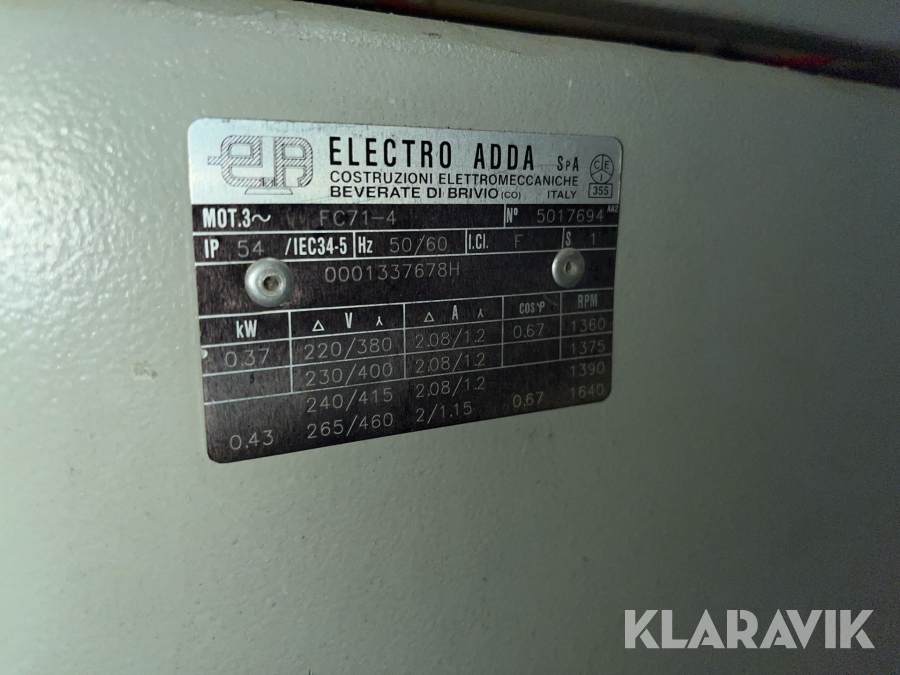 ELECTRO ADDA SPA
COSTRUZIONI ELETTROMECCANICHE
BEVERATE DI BRIVIO (CO) ITALY
355
MOT.3~ FC71-4 Nº 5017694
IP 54 /IEC34-5 Hz 50/60 I.CI. F S 1
0001337678H
kW Δ V ⅄ Δ A ⅄ COSφ RPM
0.37 220/380 2.08/1.2 0.67 1360
230/400 2.08/1.2 1375
240/415 2.08/1.2 1390
0.43 265/460 2/1.15 0.67 1640
KLARAVIK